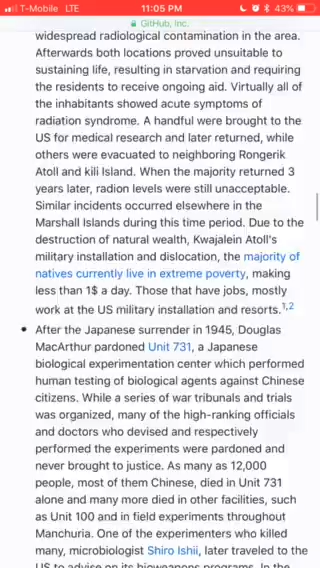 T-Mobile LTE 11:05 PM 43%
GitHub, Inc.
widespread radiological contamination in the area.
Afterwards both locations proved unsuitable to
sustaining life, resulting in starvation and requiring
the residents to receive ongoing aid. Virtually all of
the inhabitants showed acute symptoms of
radiation syndrome. A handful were brought to the
US for medical research and later returned, while
others were evacuated to neighboring Rongerik
Atoll and kili Island. When the majority returned 3
years later, radion levels were still unacceptable.
Similar incidents occurred elsewhere in the
Marshall Islands during this time period. Due to the
destruction of natural wealth, Kwajalein Atoll's
military installation and dislocation, the majority of
natives currently live in extreme poverty, making
less than 1$ a day. Those that have jobs, mostly
work at the US military installation and resorts.1,2
• After the Japanese surrender in 1945, Douglas
MacArthur pardoned Unit 731, a Japanese
biological experimentation center which performed
human testing of biological agents against Chinese
citizens. While a series of war tribunals and trials
was organized, many of the high-ranking officials
and doctors who devised and respectively
performed the experiments were pardoned and
never brought to justice. As many as 12,000
people, most of them Chinese, died in Unit 731
alone and many more died in other facilities, such
as Unit 100 and in field experiments throughout
Manchuria. One of the experimenters who killed
many, microbiologist Shiro Ishii, later traveled to the
US to advise on its bioweapons programs. In the